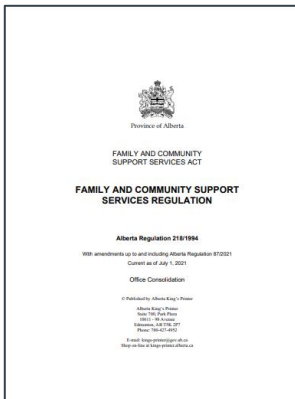 Province of Alberta
FAMILY AND COMMUNITY
SUPPORT SERVICES ACT
FAMILY AND COMMUNITY SUPPORT
SERVICES REGULATION
Alberta Regulation 218/1994
With amendments up to and including Alberta Regulation 87/2021
Current as of July 1, 2021
Office Consolidation
© Published by Alberta King's Printer
Alberta King's Printer
Suite 700, Park Plaza
10611 - 98 Avenue
Edmonton, AB T5K 2P7
Phone: 780-427-4952
E-mail: kings-printer@gov.ab.ca
Shop on-line at kings-printer.alberta.ca